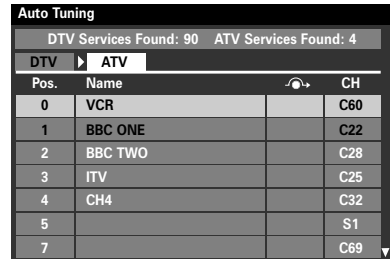 Auto Tuning
DTV Services Found: 90 ATV Services Found: 4
DTV ATV
Pos. Name CH
0 VCR C60
1 BBC ONE C22
2 BBC TWO C28
3 ITV C25
4 CH4 C32
5 S1
7 C69